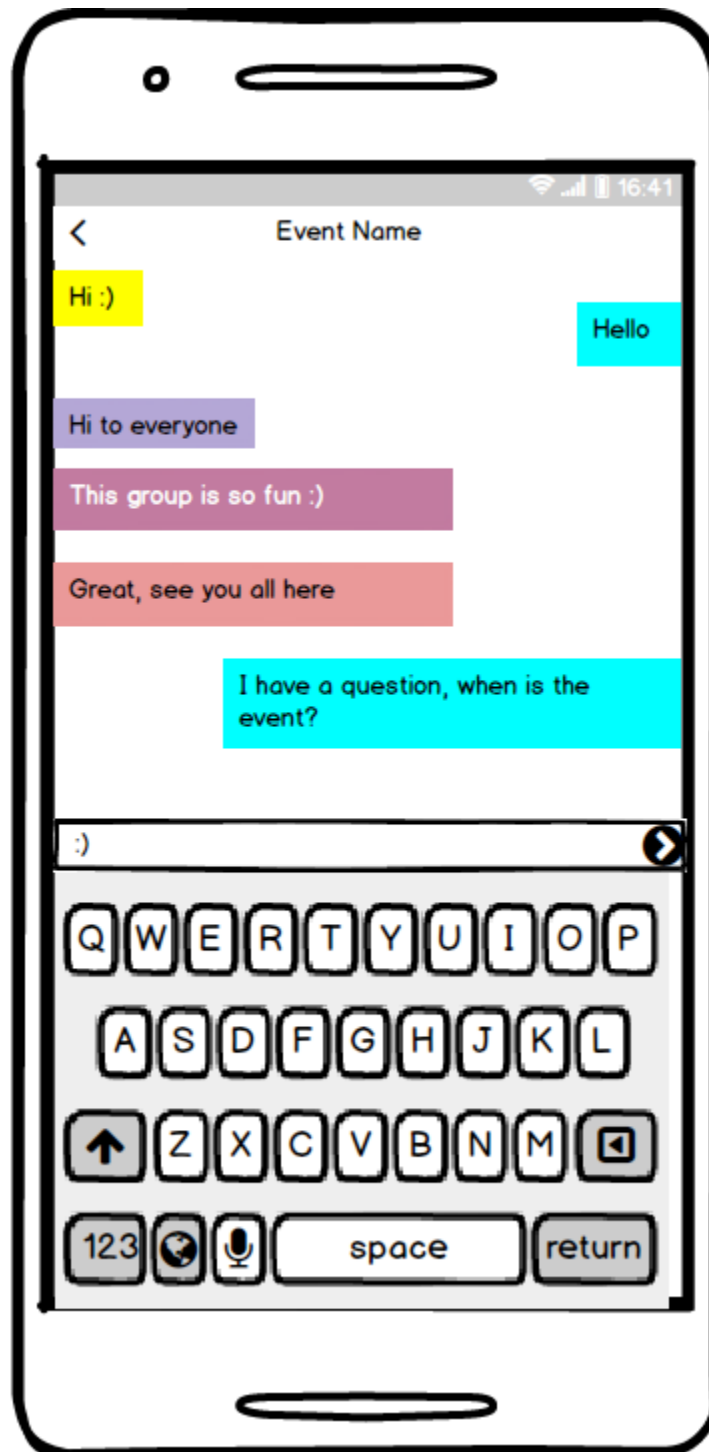 16:41
Event Name
Hi :)
Hello
Hi to everyone
This group is so fun :)
Great, see you all here
I have a question, when is the
event?
:)
Q W E R T Y U I O P
A S D F G H J K L
Z X C V B N M
123 space return